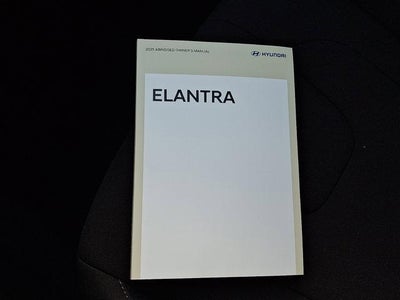 2021 ABRIDGED OWNER'S MANUAL
HYUNDAI
ELANTRA